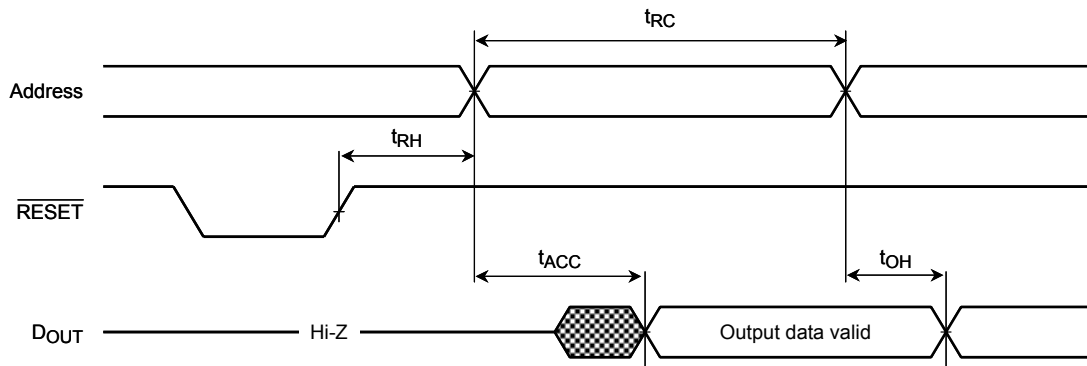 tRC
Address
tRH
RESET
tACC
tOH
DOUT
Hi-Z
Output data valid